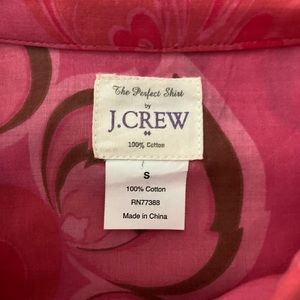 The Perfect Shirt
by
J.CREW
100% Cotton
S
100% Cotton
RN77388
Made in China